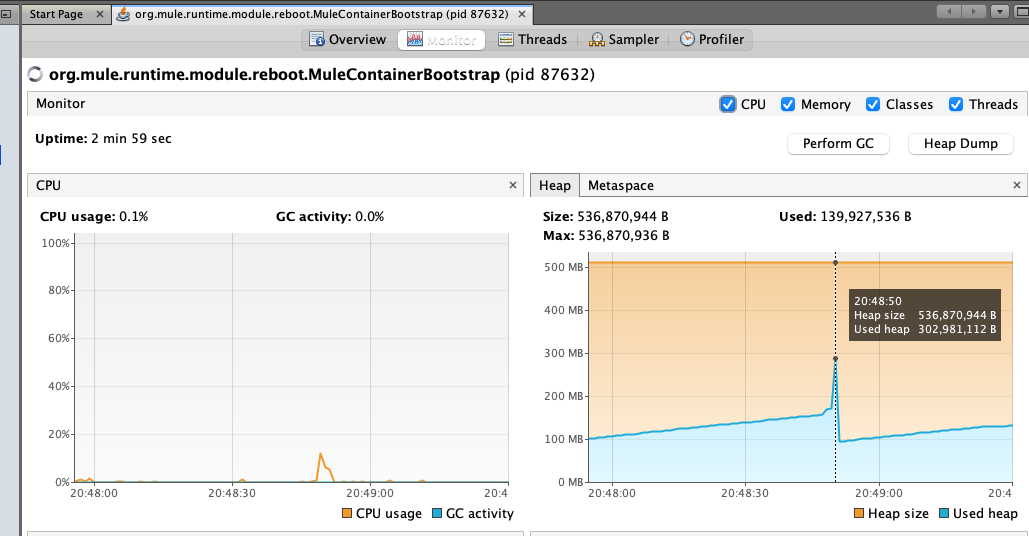 Start Page × org.mule.runtime.module.reboot.MuleContainerBootstrap (pid 87632) ×
Overview Monitor Threads Sampler Profiler
org.mule.runtime.module.reboot.MuleContainerBootstrap (pid 87632)
Monitor CPU Memory Classes Threads
Uptime: 2 min 59 sec
Perform GC Heap Dump
CPU ×
CPU usage: 0.1% GC activity: 0.0%
100%
80%
60%
40%
20%
0%
20:48:00 20:48:30 20:49:00 20:4
CPU usage GC activity
Heap Metaspace ×
Size: 536,870,944 B Used: 139,927,536 B
Max: 536,870,936 B
500 MB
400 MB
300 MB
200 MB
100 MB
0 MB
20:48:50
Heap size 536,870,944 B
Used heap 302,981,112 B
20:48:00 20:48:30 20:49:00 20:4
Heap size Used heap